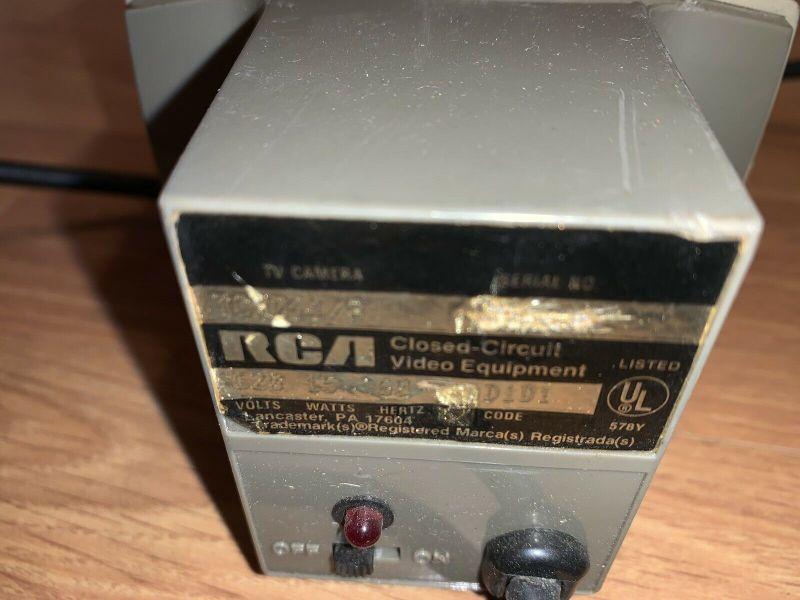 TV CAMERA SERIAL NO.
RCA Closed-Circuit
Video Equipment
LISTED
UL
®
DIDI
VOLTS WATTS HERTZ CODE
578Y
Lancaster, PA 17604
Trademark(s)®Registered Marca(s) Registrada(s)
OFF ON